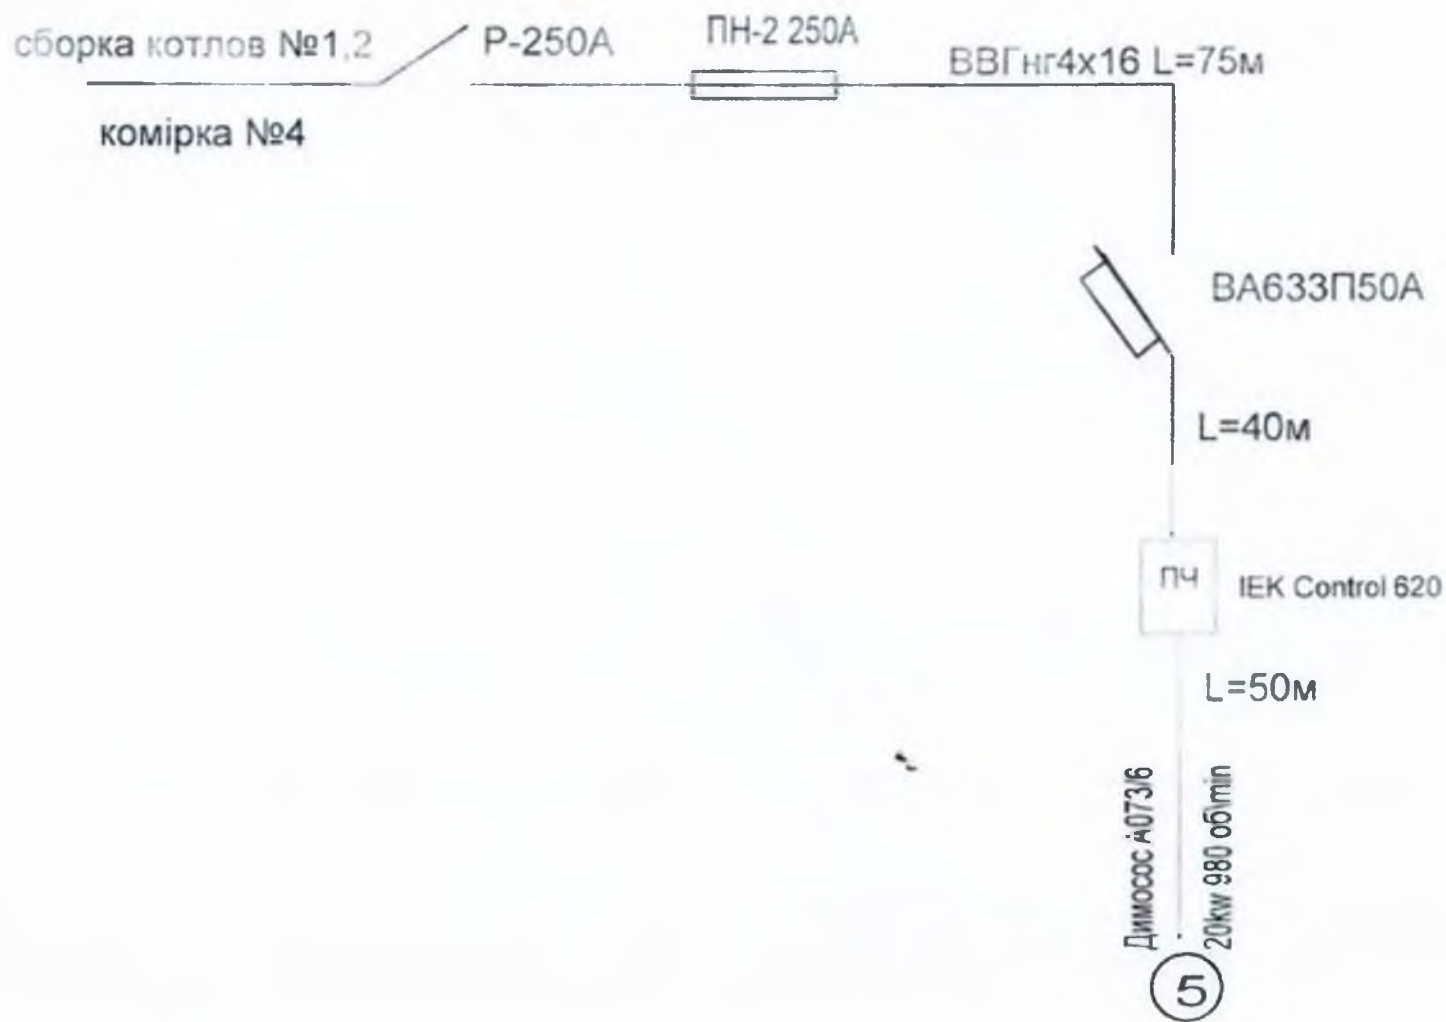 сборка котлов №1,2
Р-250А
ПН-2 250А
ВВГнг4х16 L=75м
комірка №4
ВА633П50А
L=40м
ПЧ
IEK Control 620
L=50м
Димосос А073/6
20kw 980 об\min
5